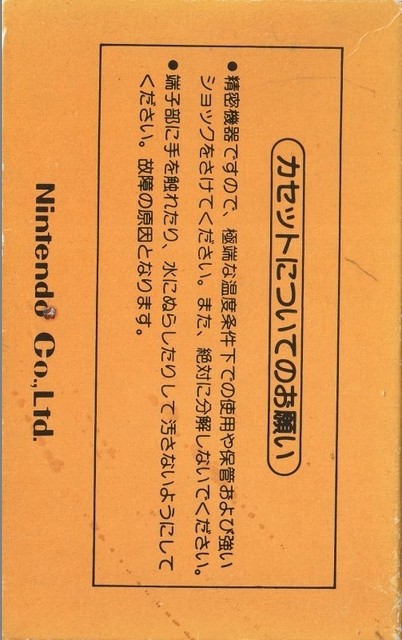 カセットについてのお願い
●精密機器ですので、極端な温度条件下での使用や保管および強い
ショックをさけてください。また、絶対に分解しないでください。
●端子部に手を触れたり、水にぬらしたりして汚さないようにして
ください。故障の原因となります。
Nintendo Co.,Ltd.